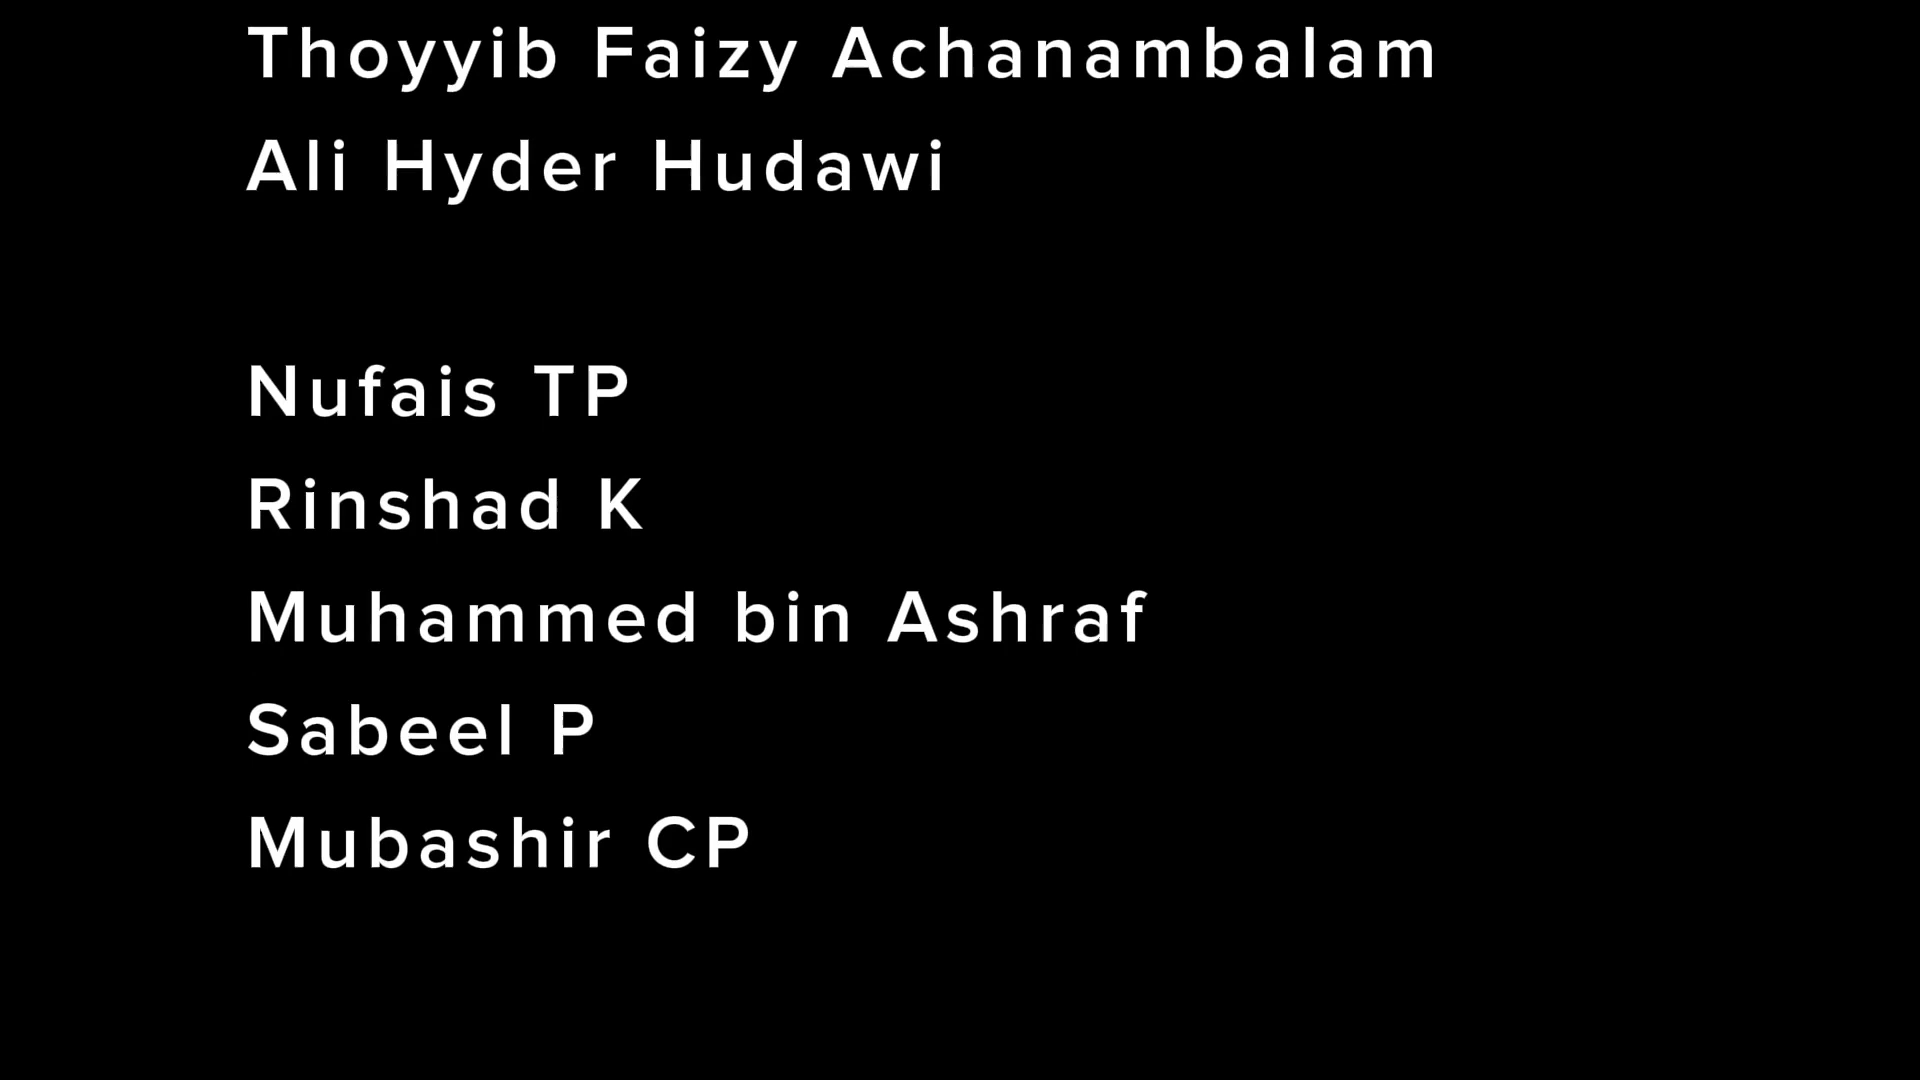 Thoyyib Faizy Achanambalam
Ali Hyder Hudawi
Nufais TP
Rinshad K
Muhammed bin Ashraf
Sabeel P
Mubashir CP